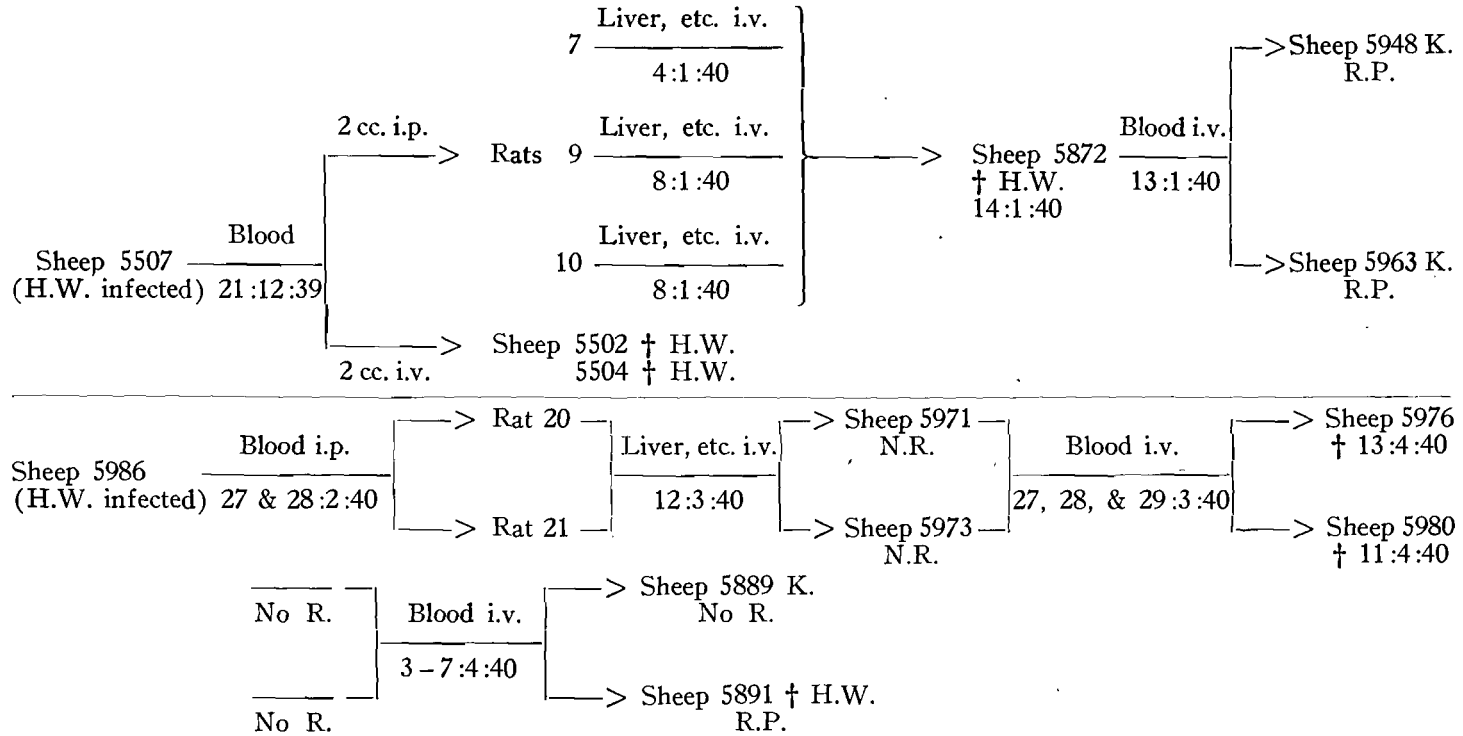 Liver, etc. i.v.
7
4:1:40
2 cc. i.p.
Liver, etc. i.v.
Rats 9
8:1:40
Liver, etc. i.v.
10
8:1:40
Sheep 5507
(H.W. infected)
Blood
21:12:39
Sheep 5872
† H.W.
14:1:40
Blood i.v.
13:1:40
Sheep 5948 K.
R.P.
Sheep 5963 K.
R.P.
2 cc. i.v.
Sheep 5502 † H.W.
5504 † H.W.
Sheep 5986
(H.W. infected)
Blood i.p.
27 & 28:2:40
Rat 20
Rat 21
Liver, etc. i.v.
12:3:40
Sheep 5971
N.R.
Sheep 5973
N.R.
Blood i.v.
27, 28, & 29:3:40
Sheep 5976
† 13:4:40
Sheep 5980
† 11:4:40
No R.
No R.
Blood i.v.
3–7:4:40
Sheep 5889 K.
No R.
Sheep 5891 † H.W.
R.P.